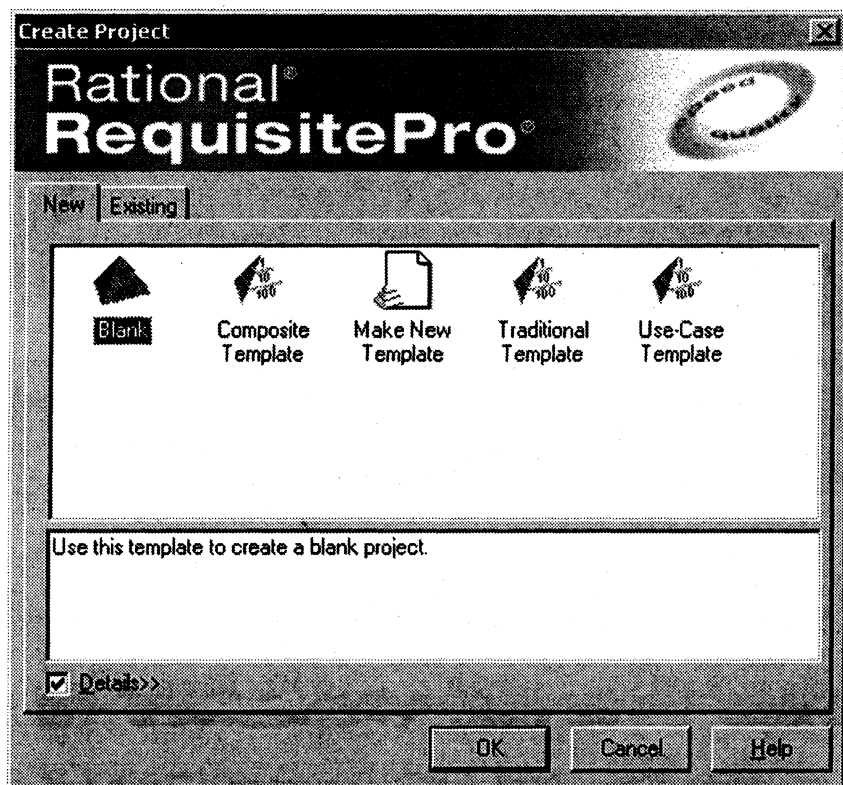 Create Project
Rational®
RequisitePro®
New Existing
Blank
Composite
Template
Make New
Template
Traditional
Template
Use-Case
Template
Use this template to create a blank project.
Details>>
OK Cancel Help